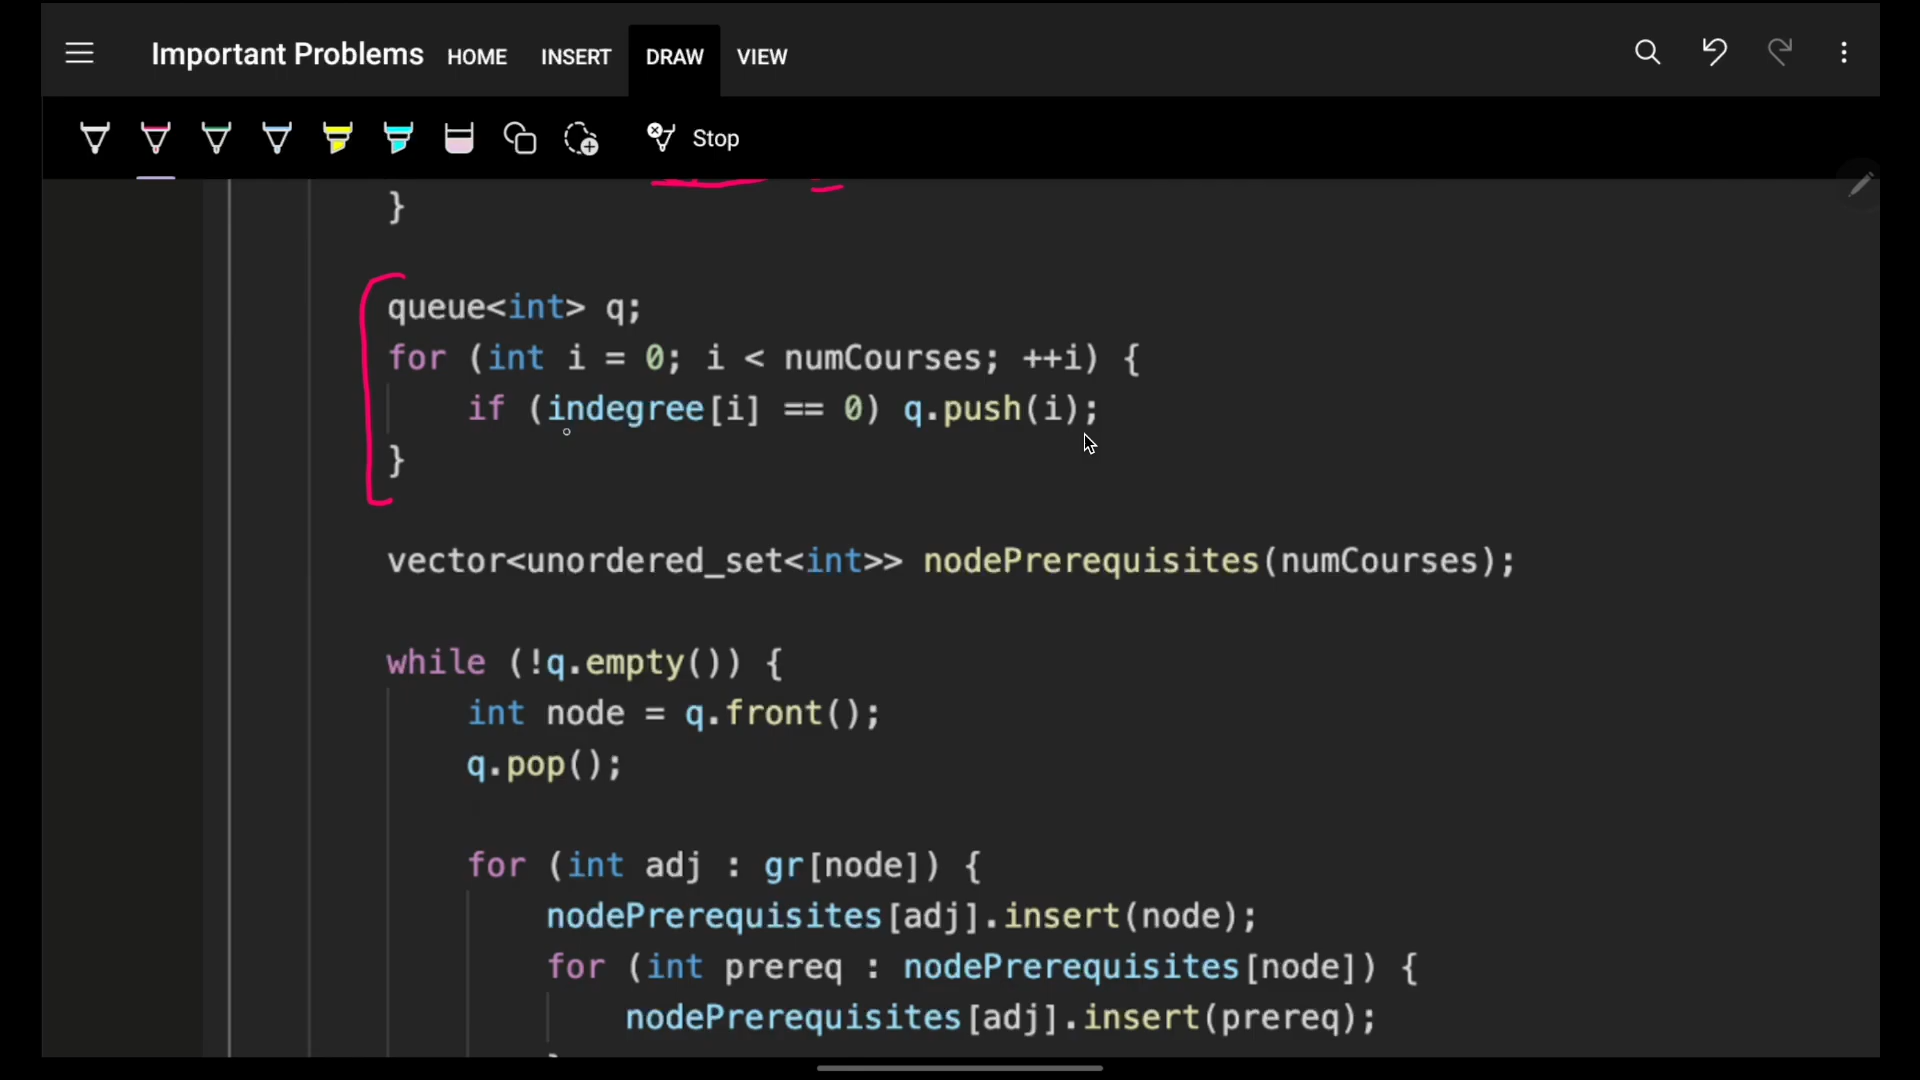 Important Problems HOME INSERT DRAW VIEW
Stop
}
queue<int> q;
for (int i = 0; i < numCourses; ++i) {
if (indegree[i] == 0) q.push(i);
}
vector<unordered_set<int>> nodePrerequisites(numCourses);
while (!q.empty()) {
int node = q.front();
q.pop();
for (int adj : gr[node]) {
nodePrerequisites[adj].insert(node);
for (int prereq : nodePrerequisites[node]) {
nodePrerequisites[adj].insert(prereq);